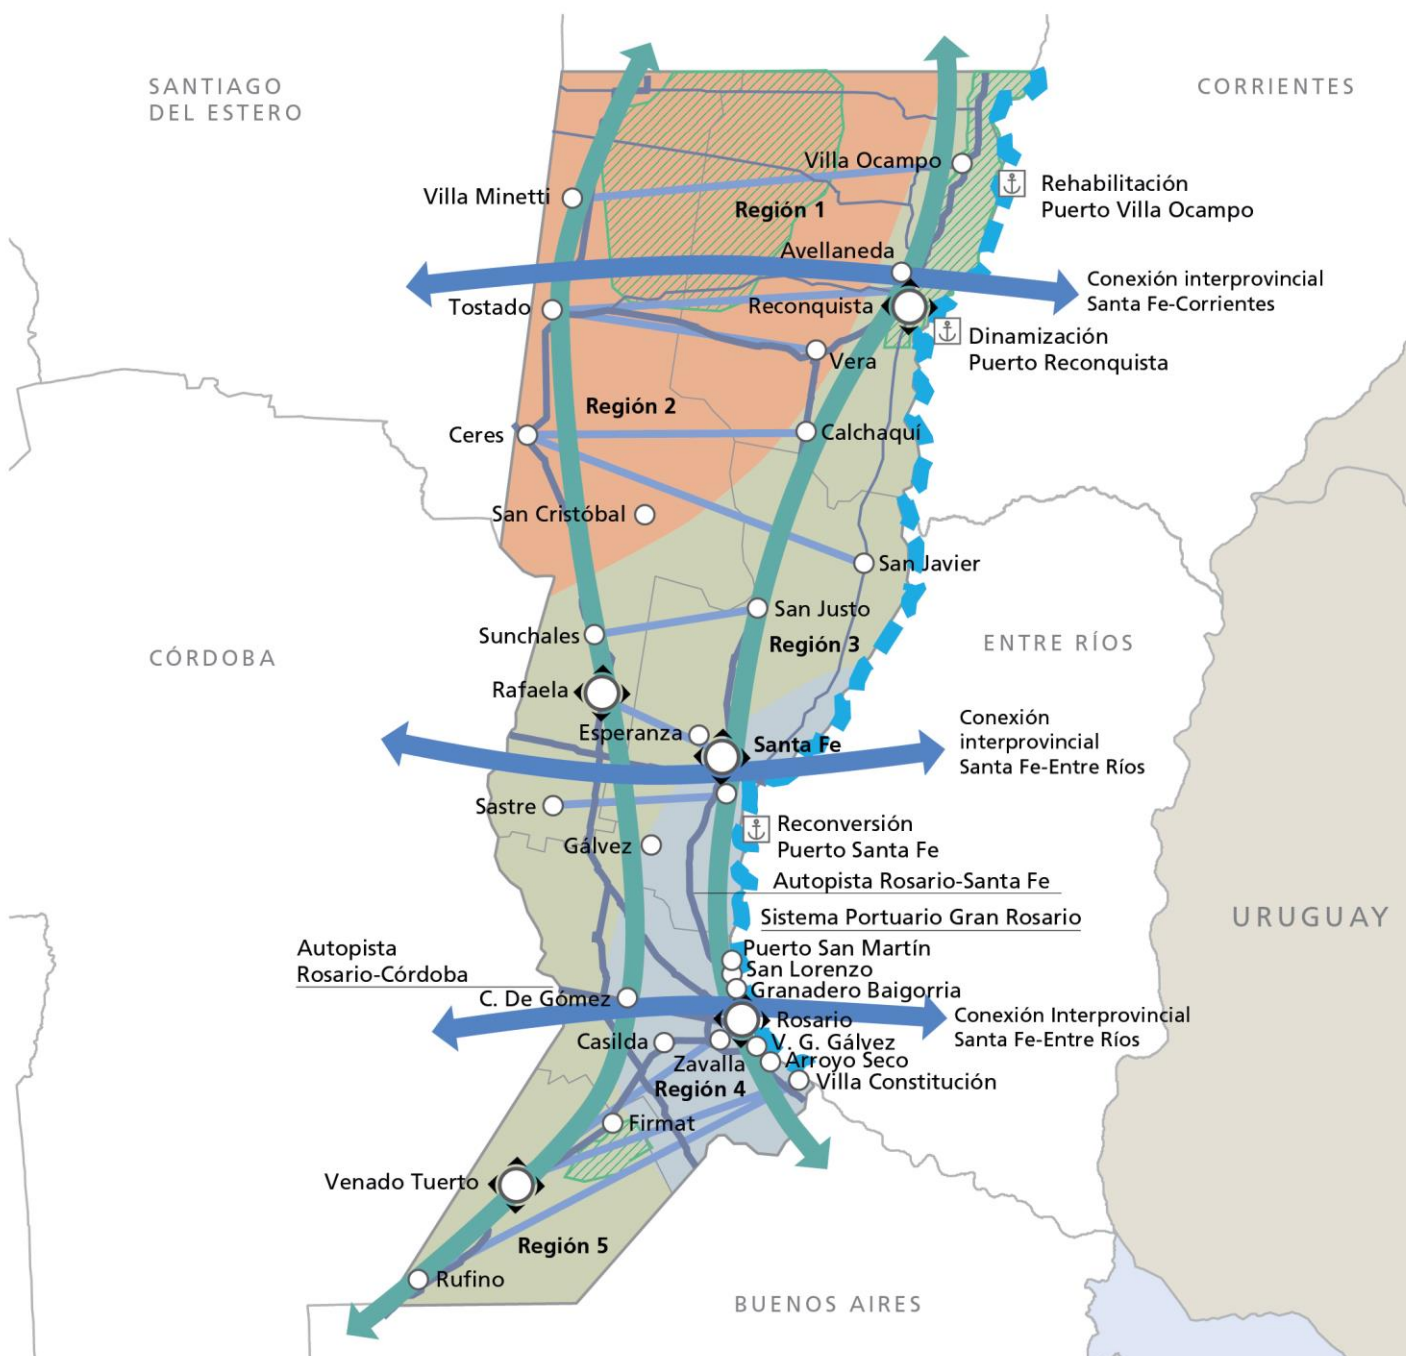 SANTIAGO
DEL ESTERO
CORRIENTES
Villa Ocampo
Villa Minetti
Rehabilitación
Puerto Villa Ocampo
Región 1
Avellaneda
Conexión interprovincial
Santa Fe-Corrientes
Tostado
Reconquista
Dinamización
Puerto Reconquista
Vera
Región 2
Ceres
Calchaquí
San Cristóbal
San Javier
San Justo
Sunchales
Región 3
ENTRE RÍOS
CÓRDOBA
Rafaela
Esperanza
Santa Fe
Conexión
interprovincial
Santa Fe-Entre Ríos
Sastre
Gálvez
Reconversión
Puerto Santa Fe
Autopista Rosario-Santa Fe
Sistema Portuario Gran Rosario
URUGUAY
Autopista
Rosario-Córdoba
Puerto San Martín
San Lorenzo
Granadero Baigorria
C. De Gómez
Rosario
Conexión Interprovincial
Santa Fe-Entre Ríos
Casilda
V. G. Gálvez
Zavalla
Arroyo Seco
Villa Constitución
Región 4
Firmat
Venado Tuerto
Región 5
Rufino
BUENOS AIRES